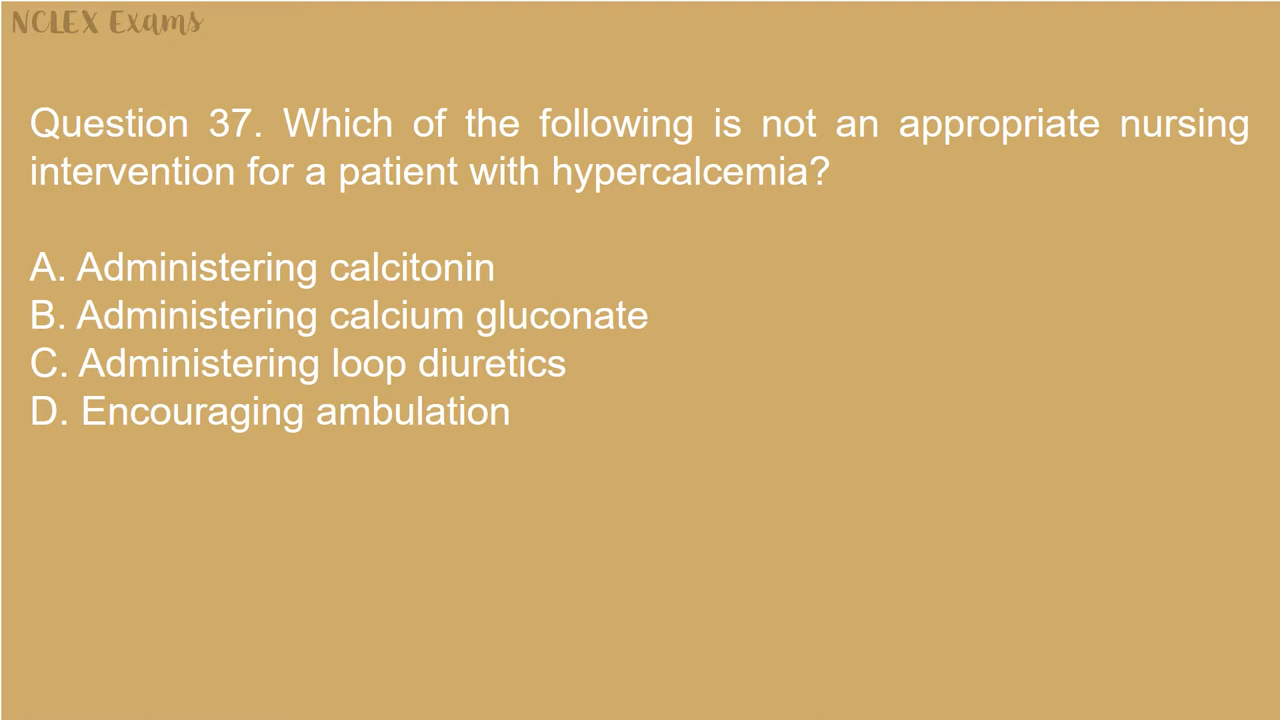 NCLEX Exams
Question 37. Which of the following is not an appropriate nursing
intervention for a patient with hypercalcemia?
A. Administering calcitonin
B. Administering calcium gluconate
C. Administering loop diuretics
D. Encouraging ambulation